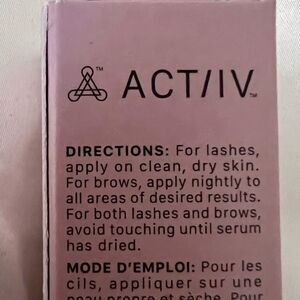 ™ ACT/IV™
DIRECTIONS: For lashes,
apply on clean, dry skin.
For brows, apply nightly to
all areas of desired results.
For both lashes and brows,
avoid touching until serum
has dried.
MODE D'EMPLOI: Pour les
cils, appliquer sur une
peau propre et sèche. Pour